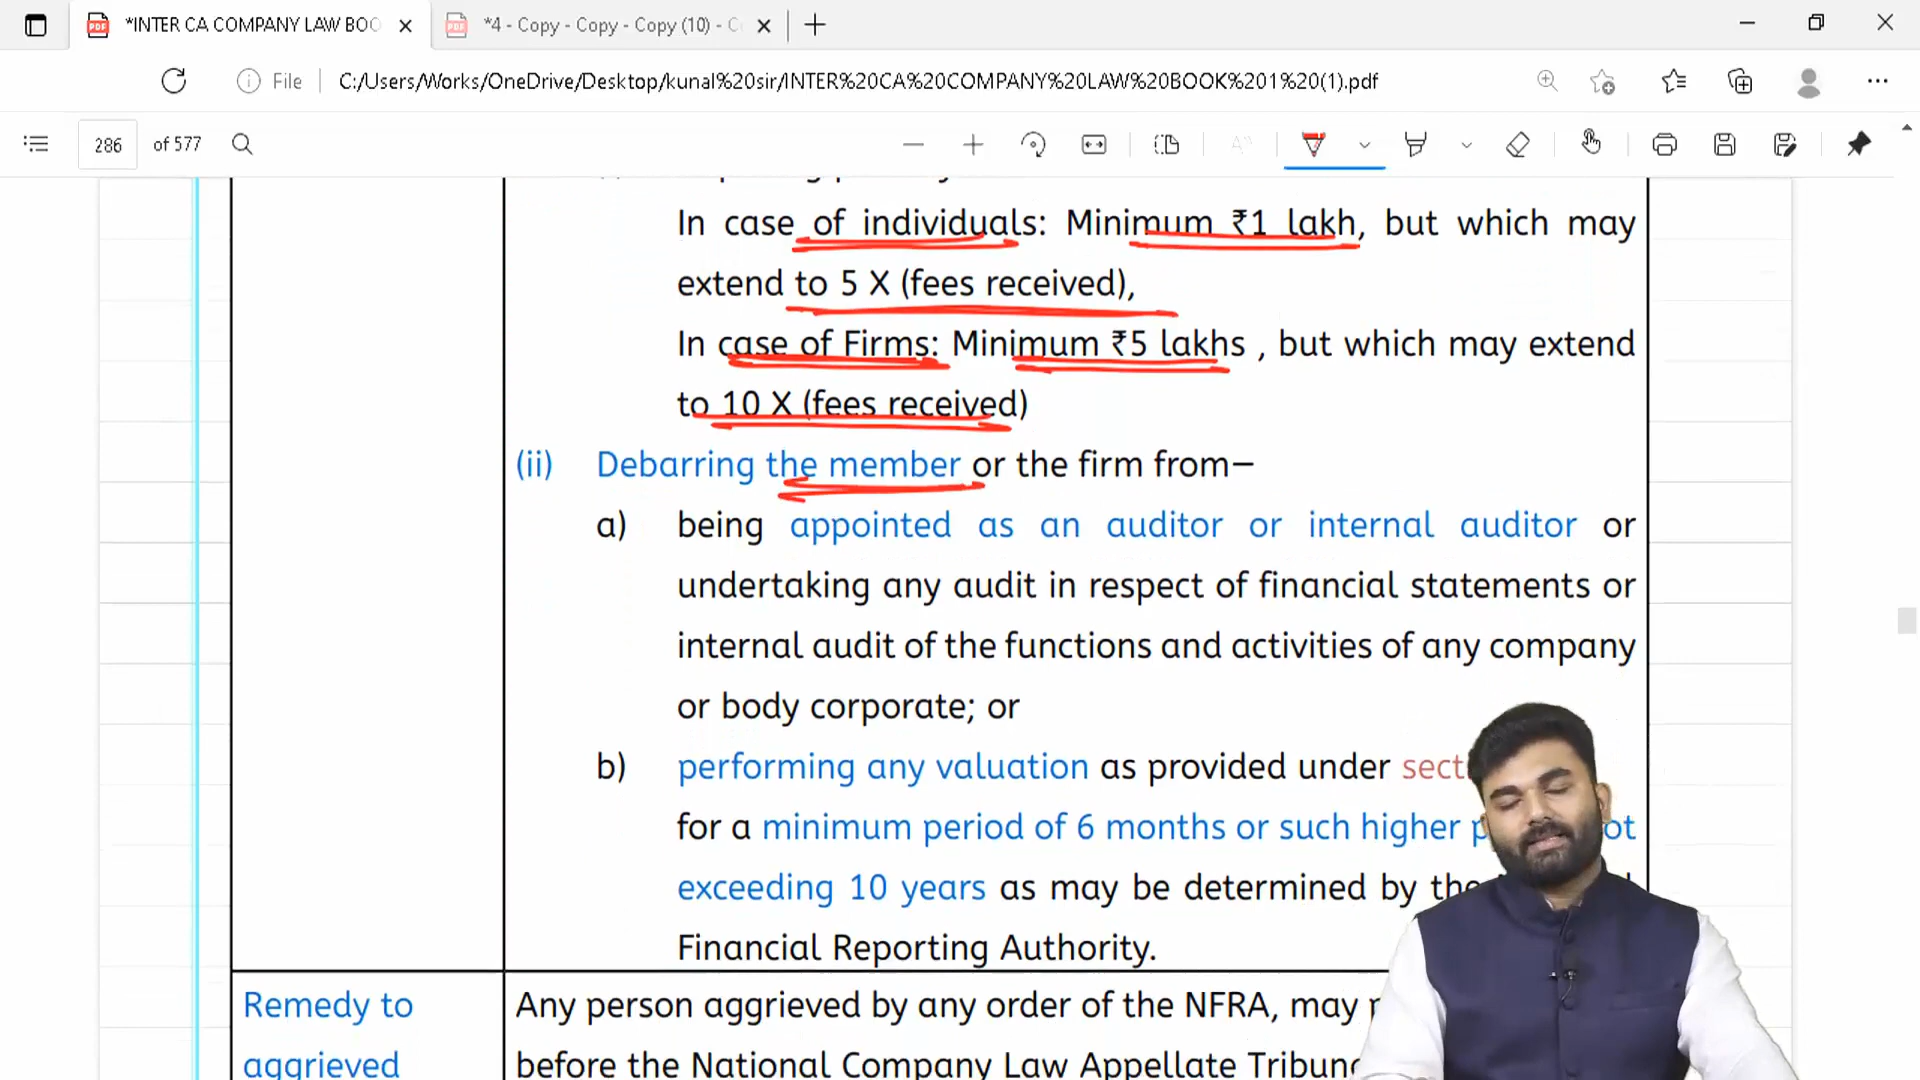 *INTER CA COMPANY LAW BOO
*4 - Copy - Copy - Copy (10) - C
File
C:/Users/Works/OneDrive/Desktop/kunal%20sir/INTER%20CA%20COMPANY%20LAW%20BOOK%201%20(1).pdf
286 of 577
In case of individuals: Minimum ₹1 lakh, but which may
extend to 5 X (fees received),
In case of Firms: Minimum ₹5 lakhs , but which may extend
to 10 X (fees received)
(ii) Debarring the member or the firm from—
a) being appointed as an auditor or internal auditor or
undertaking any audit in respect of financial statements or
internal audit of the functions and activities of any company
or body corporate; or
b) performing any valuation as provided under
for a minimum period of 6 months or such higher
exceeding 10 years as may be determined by the
Financial Reporting Authority.
Remedy to
aggrieved
Any person aggrieved by any order of the NFRA, may
before the National Company Law Appellate